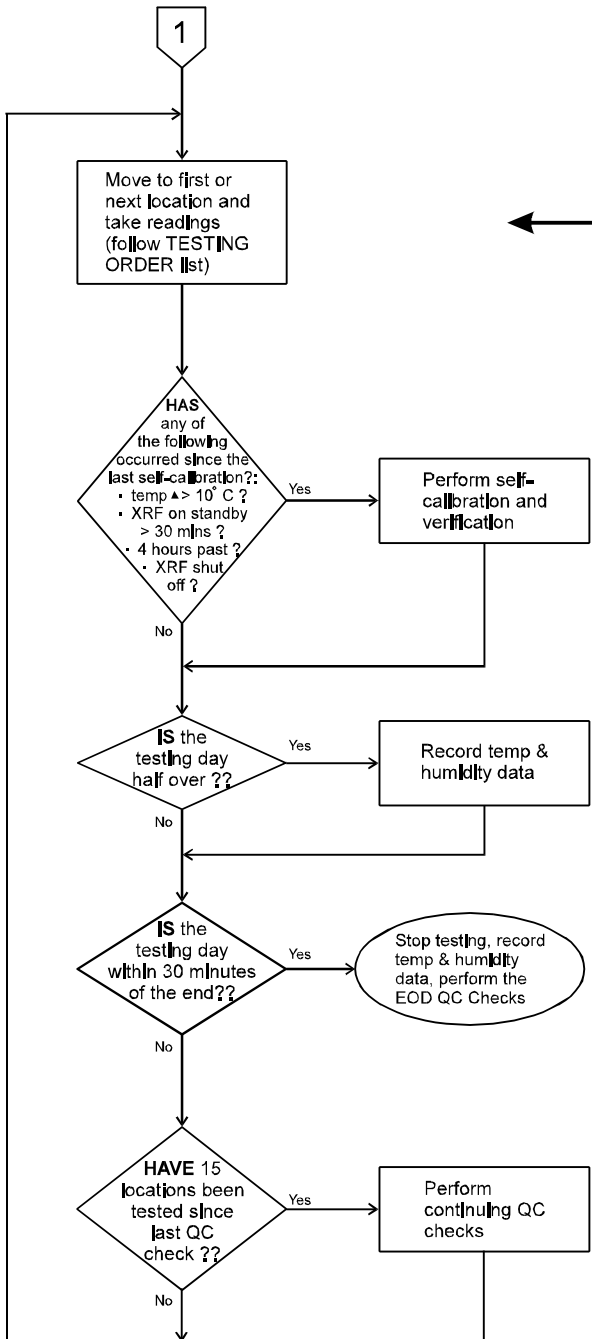 1
Move to first or
next location and
take readings
(follow TESTING
ORDER list)
HAS
any of
the following
occurred since the
last self-calibration?:
· temp ▲> 10° C ?
· XRF on standby
> 30 mins ?
· 4 hours past ?
· XRF shut
off ?
Yes
Perform self-
calibration and
verification
No
IS the
testing day
half over ??
Yes
Record temp &
humidity data
No
IS the
testing day
within 30 minutes
of the end??
Yes
Stop testing, record
temp & humidity
data, perform the
EOD QC Checks
No
HAVE 15
locations been
tested since
last QC
check ??
Yes
Perform
continuing QC
checks
No